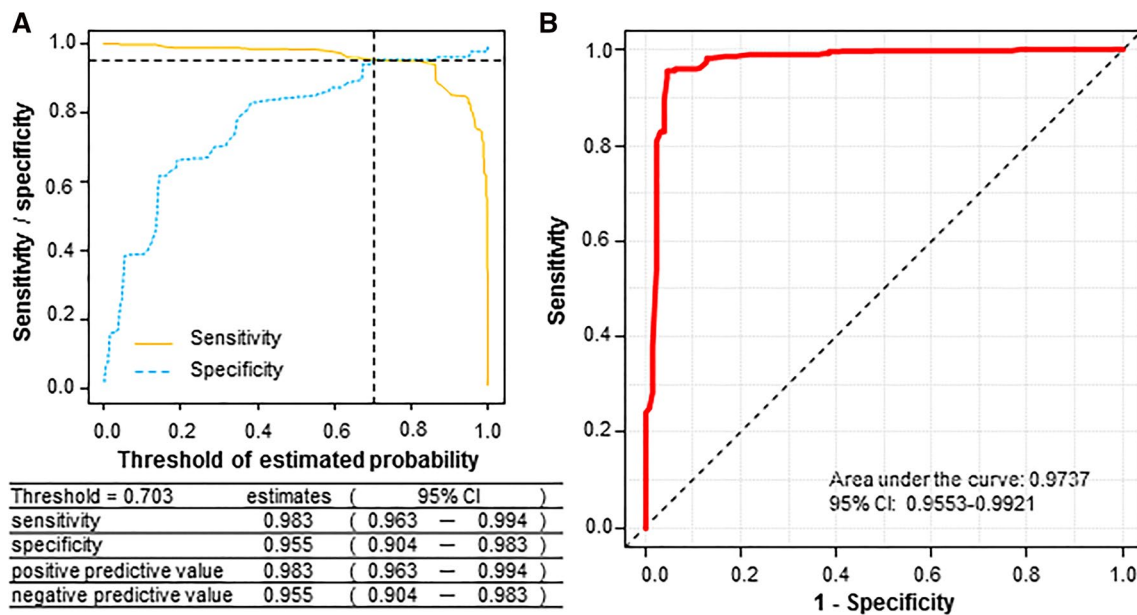 A
B
1.0
0.8
0.6
0.4
0.2
0.0
Sensitivity / specificity
Sensitivity
Specificity
0.0 0.2 0.4 0.6 0.8 1.0
Threshold of estimated probability
Threshold = 0.703 estimates ( 95% CI )
sensitivity 0.983 ( 0.963 — 0.994 )
specificity 0.955 ( 0.904 — 0.983 )
positive predictive value 0.983 ( 0.963 — 0.994 )
negative predictive value 0.955 ( 0.904 — 0.983 )
1.0
0.8
0.6
0.4
0.2
0.0
Sensitivity
Area under the curve: 0.9737
95% CI: 0.9553-0.9921
0.0 0.2 0.4 0.6 0.8 1.0
1 - Specificity